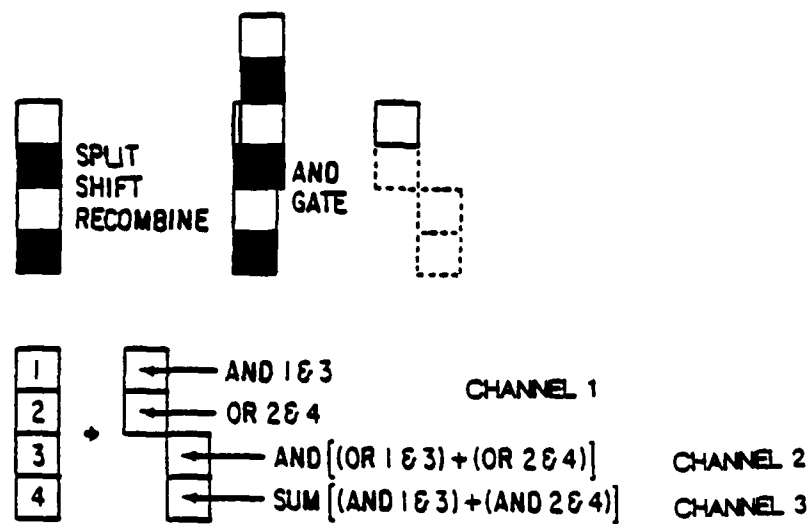 SPLIT
SHIFT
RECOMBINE
AND
GATE
1
2
3
4
AND 1 & 3
OR 2 & 4
AND [(OR 1 & 3) + (OR 2 & 4)]
SUM [(AND 1 & 3) + (AND 2 & 4)]
CHANNEL 1
CHANNEL 2
CHANNEL 3